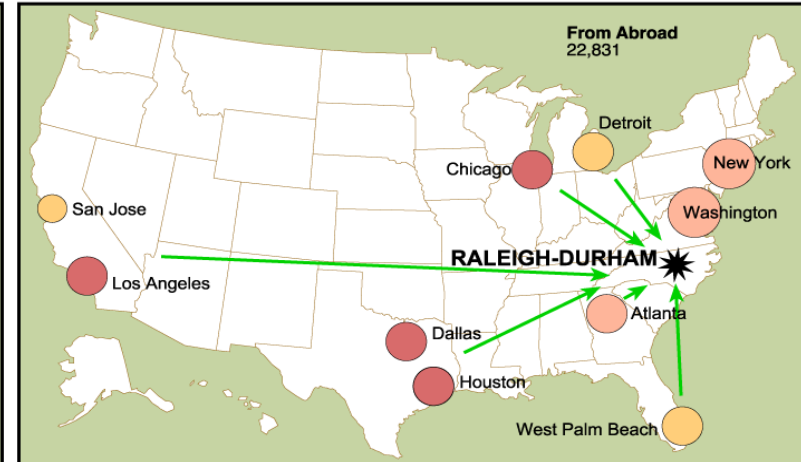 From Abroad
22,831
Detroit
Chicago
New York
San Jose
Washington
RALEIGH-DURHAM
Los Angeles
Atlanta
Dallas
Houston
West Palm Beach